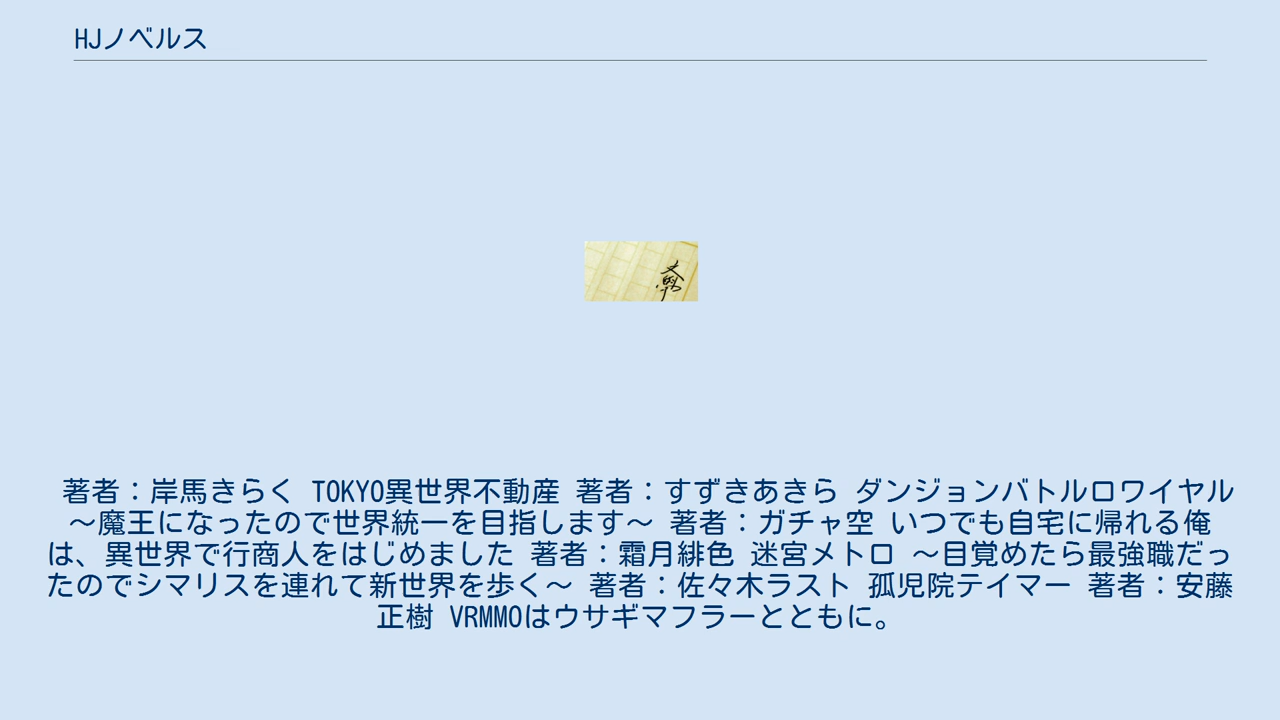 HJノベルス
著者：岸馬きらく TOKYO異世界不動産 著者：すずきあきら ダンジョンバトルロワイヤル
～魔王になったので世界統一を目指します～ 著者：ガチャ空 いつでも自宅に帰れる俺
は、異世界で行商人をはじめました 著者：霜月緋色 迷宮メトロ ～目覚めたら最強職だっ
たのでシマリスを連れて新世界を歩く～ 著者：佐々木ラスト 孤児院テイマー 著者：安藤
正樹 VRMMOはウサギマフラーとともに。